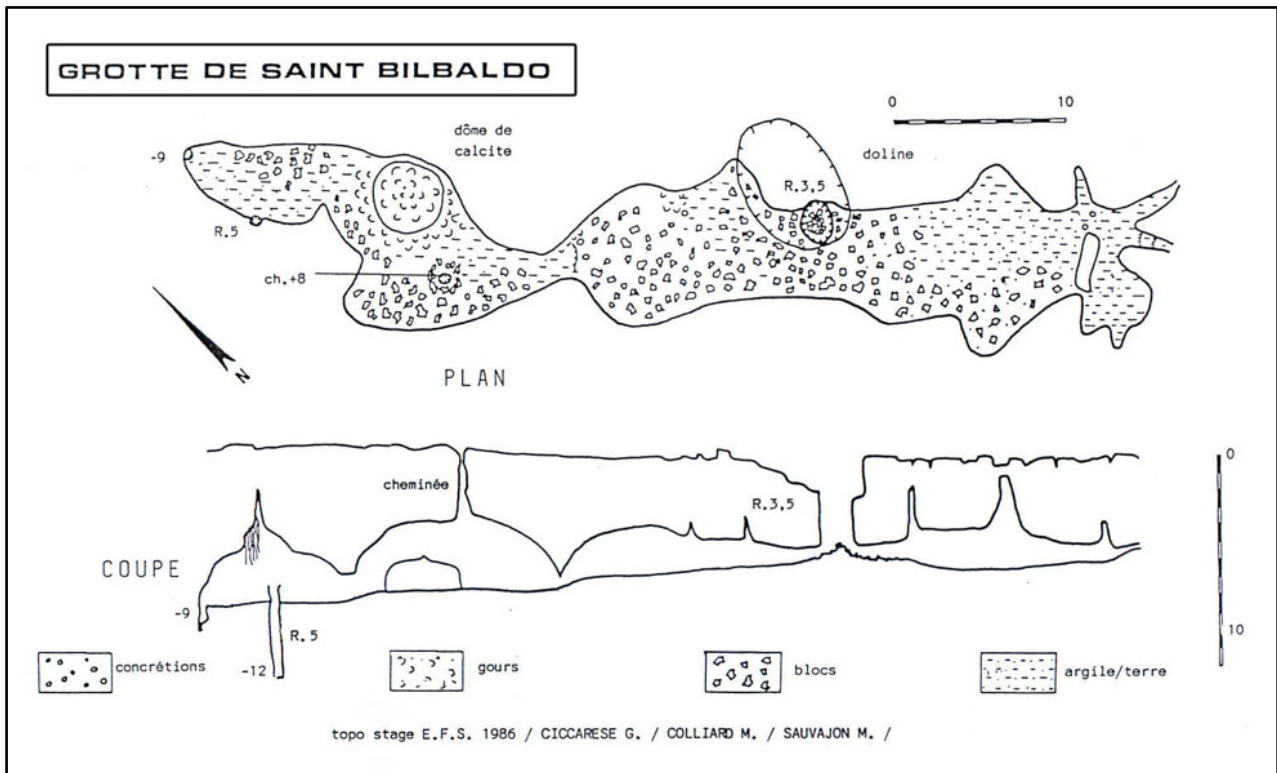 GROTTE DE SAINT BILBALDO
0 10
dôme de
calcite
doline
-9
R.3,5
R.5
ch.+8
N
PLAN
0
cheminée
R.3,5
COUPE
-9
R.5
10
-12
concrétions
gours
blocs
argile/terre
topo stage E.F.S. 1986 / CICCARESE G. / COLLIARD M. / SAUVAJON M. /